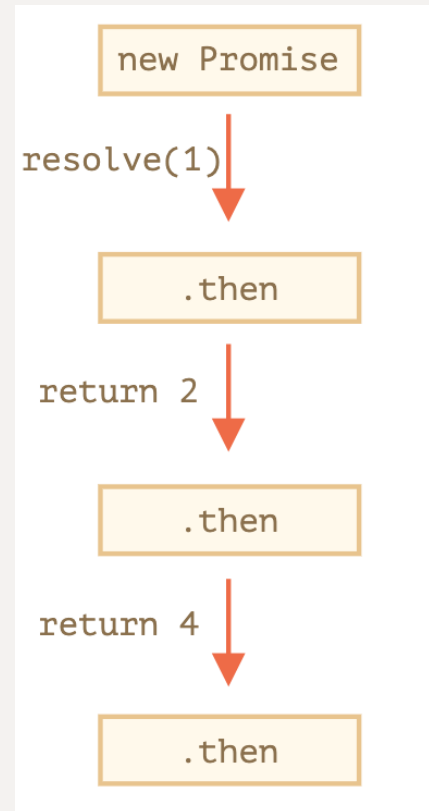 new Promise
resolve(1)
.then
return 2
.then
return 4
.then